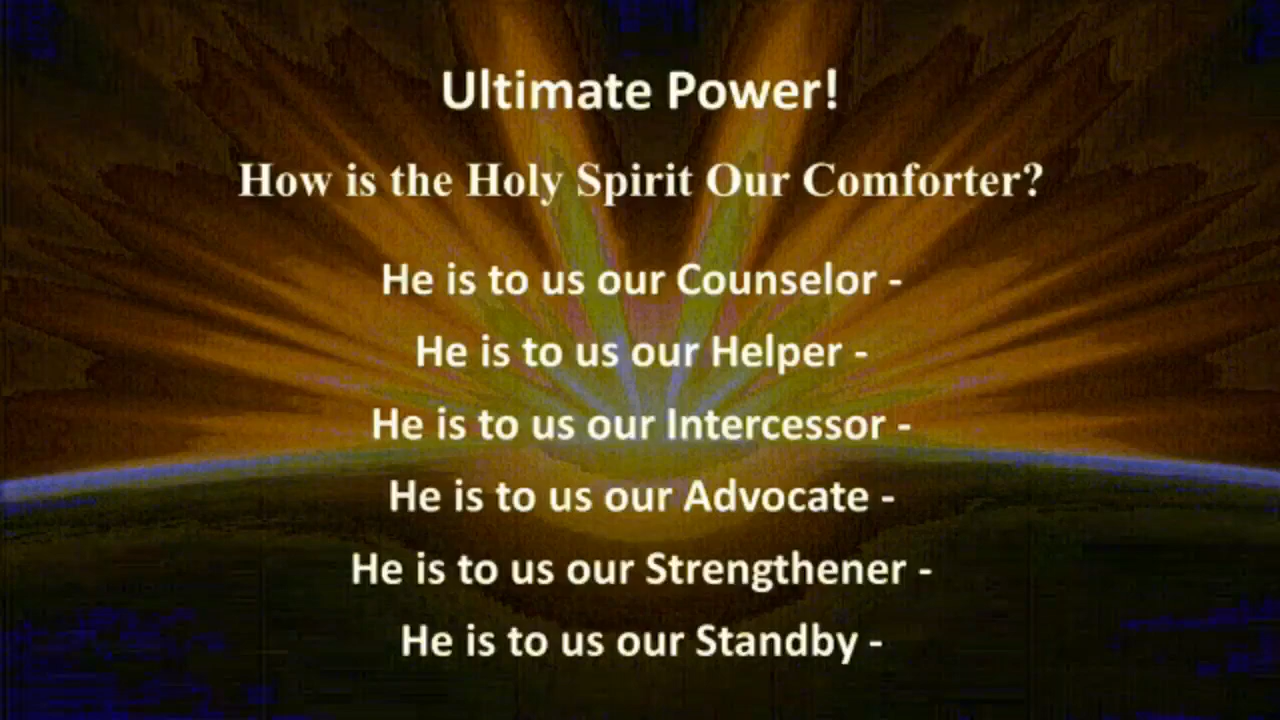 Ultimate Power!
How is the Holy Spirit Our Comforter?
He is to us our Counselor -
He is to us our Helper -
He is to us our Intercessor -
He is to us our Advocate -
He is to us our Strengthener -
He is to us our Standby -